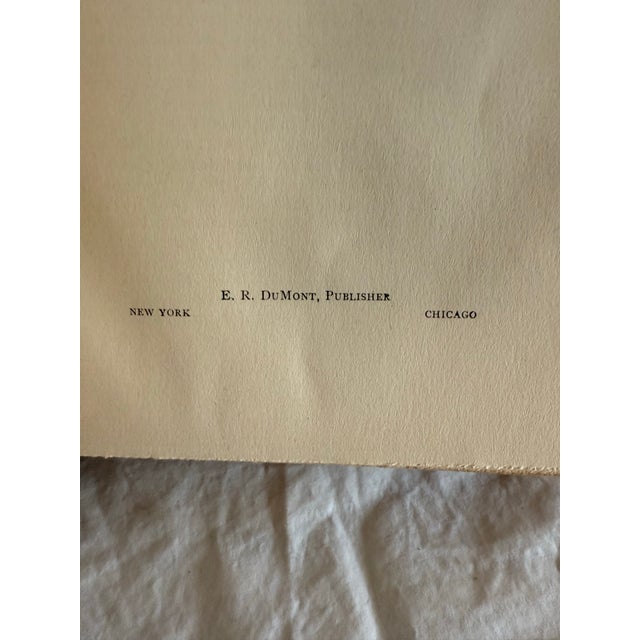 E. R. DuMont, Publisher
NEW YORK CHICAGO